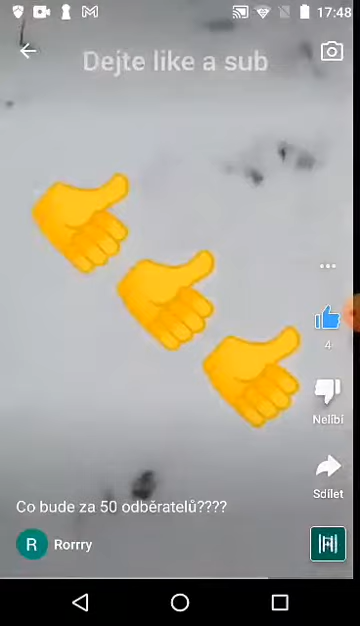 17:48
Dejte like a sub
4
Nelíbí
Sdílet
Co bude za 50 odběratelů????
R
Rorrry